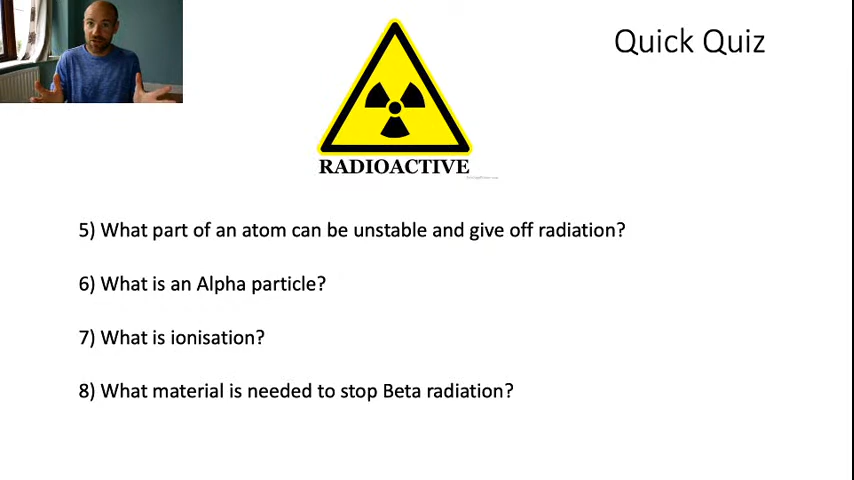 Quick Quiz
RADIOACTIVE
5) What part of an atom can be unstable and give off radiation?
6) What is an Alpha particle?
7) What is ionisation?
8) What material is needed to stop Beta radiation?